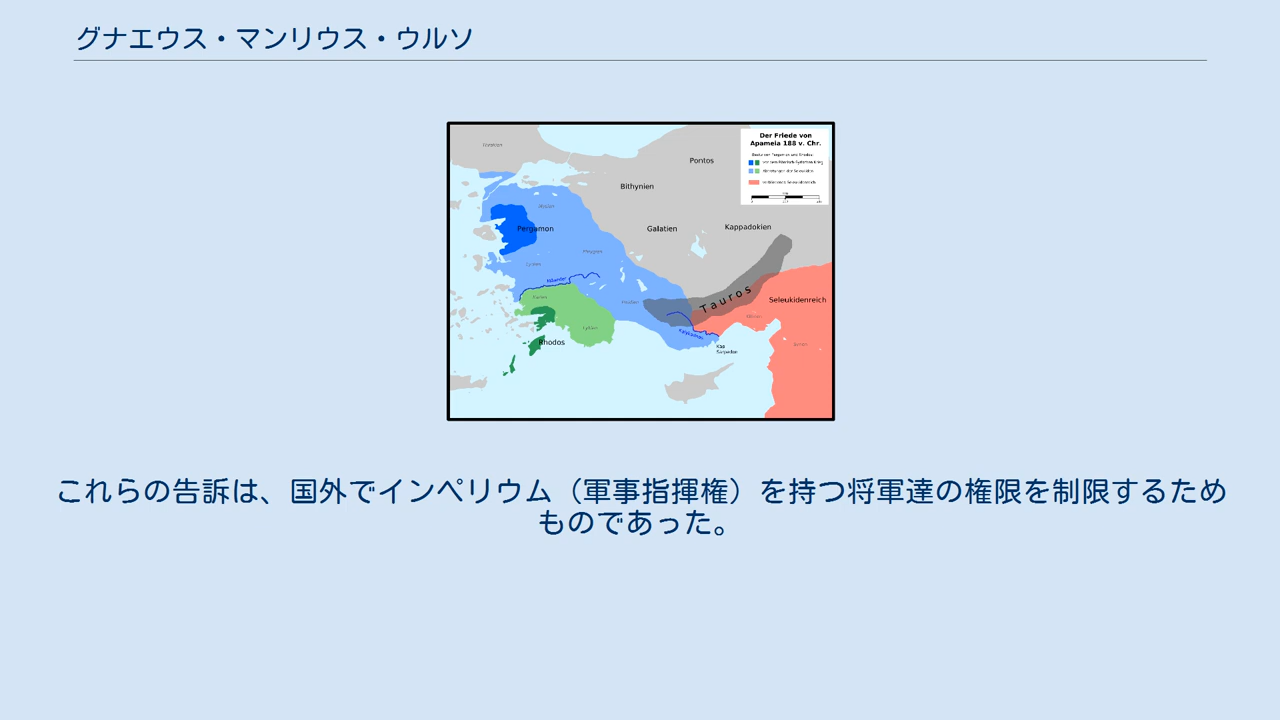 グナエウス・マンリウス・ウルソ
Der Friede von
Apameia 188 v. Chr.
Pontos
Bithynien
Galatien
Kappadokien
Pergamon
Tauros
Seleukidenreich
Rhodos
Kap
Sarpedon
これらの告訴は、国外でインペリウム（軍事指揮権）を持つ将軍達の権限を制限するため
ものであった。